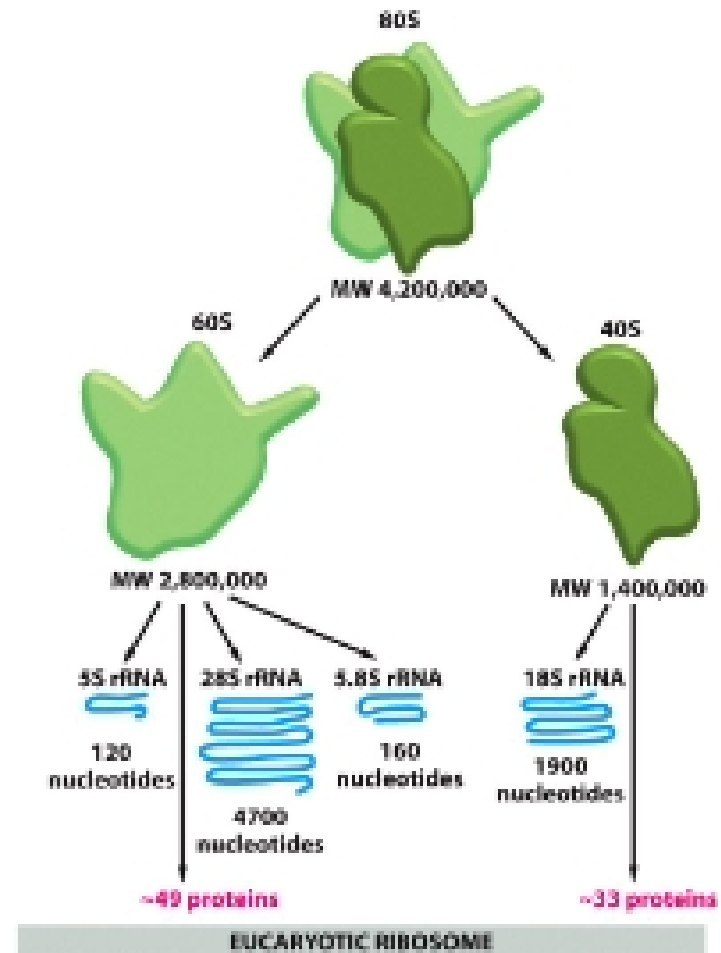 80S
MW 4,200,000
60S
40S
MW 2,800,000
MW 1,400,000
5S rRNA
28S rRNA
5.8S rRNA
18S rRNA
120
nucleotides
4700
nucleotides
160
nucleotides
1900
nucleotides
~49 proteins
~33 proteins
EUCARYOTIC RIBOSOME